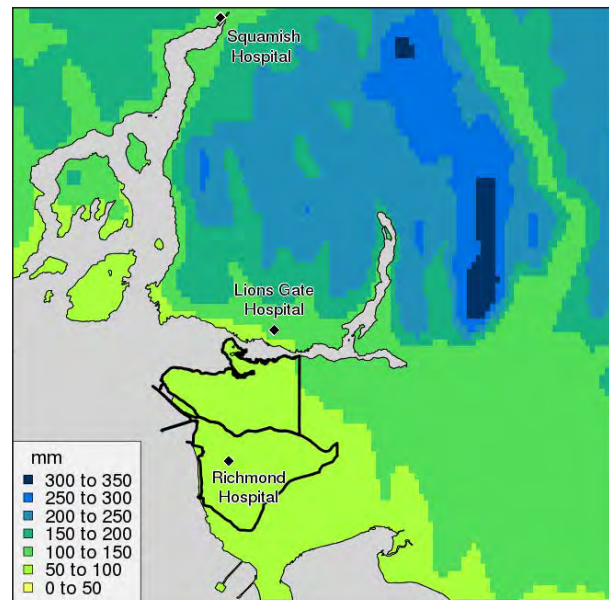 Squamish
Hospital
Lions Gate
Hospital
Richmond
Hospital
mm
300 to 350
250 to 300
200 to 250
150 to 200
100 to 150
50 to 100
0 to 50